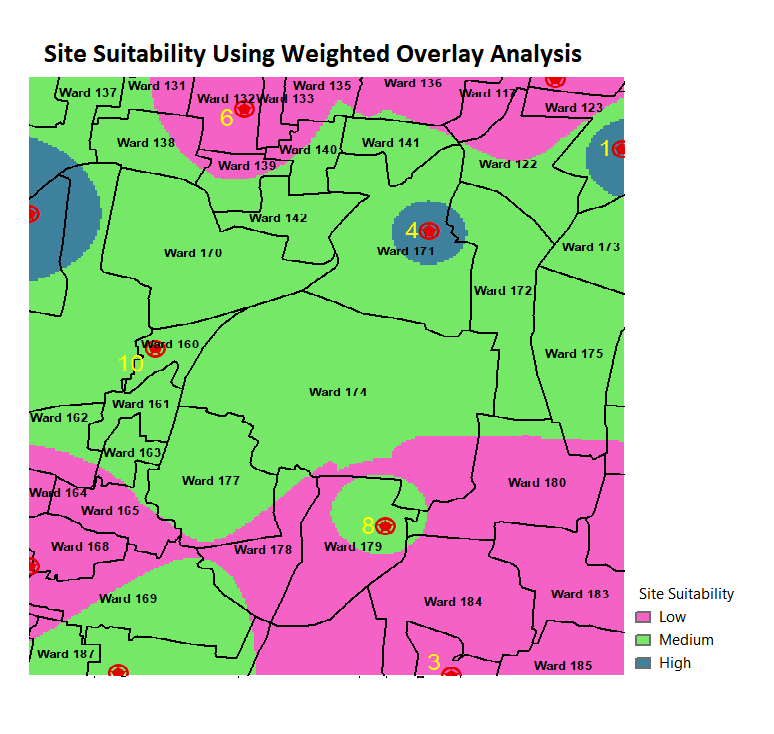 Site Suitability Using Weighted Overlay Analysis
Ward 137
Ward 131
Ward 135
Ward 136
Ward 132
Ward 133
Ward 117
Ward 123
6
Ward 138
Ward 140
Ward 141
1
Ward 139
Ward 122
Ward 142
4
Ward 171
Ward 173
Ward 170
Ward 172
Ward 160
10
Ward 175
Ward 174
Ward 161
Ward 162
Ward 163
Ward 177
Ward 180
Ward 164
Ward 165
8
Ward 168
Ward 178
Ward 179
Ward 169
Ward 184
Ward 183
Ward 187
3
Ward 185
Site Suitability
Low
Medium
High